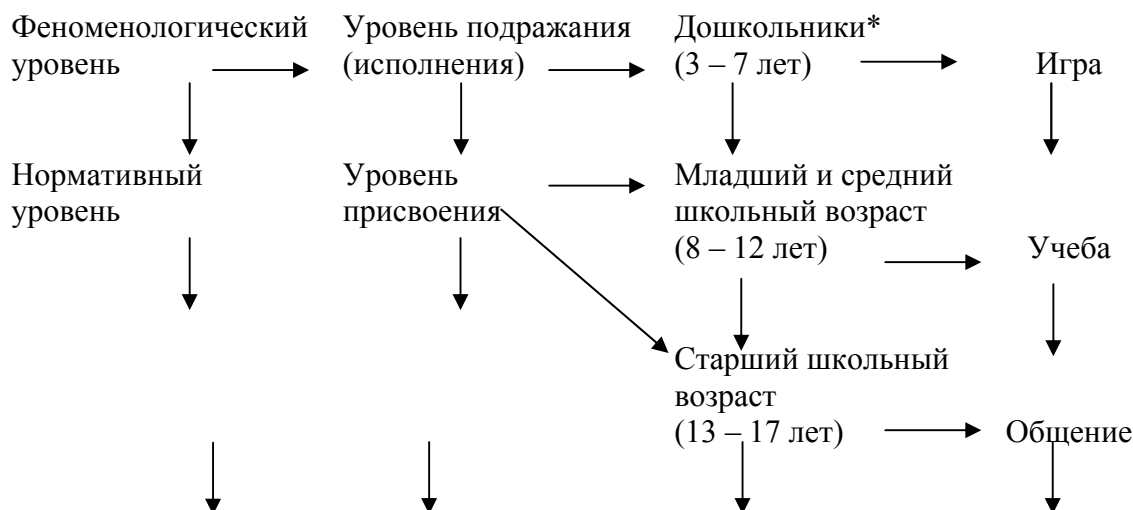 Феноменологический
уровень
Уровень подражания
(исполнения)
Дошкольники*
(3 – 7 лет)
Игра
Нормативный
уровень
Уровень
присвоения
Младший и средний
школьный возраст
(8 – 12 лет)
Учеба
Старший школьный
возраст
(13 – 17 лет)
Общение